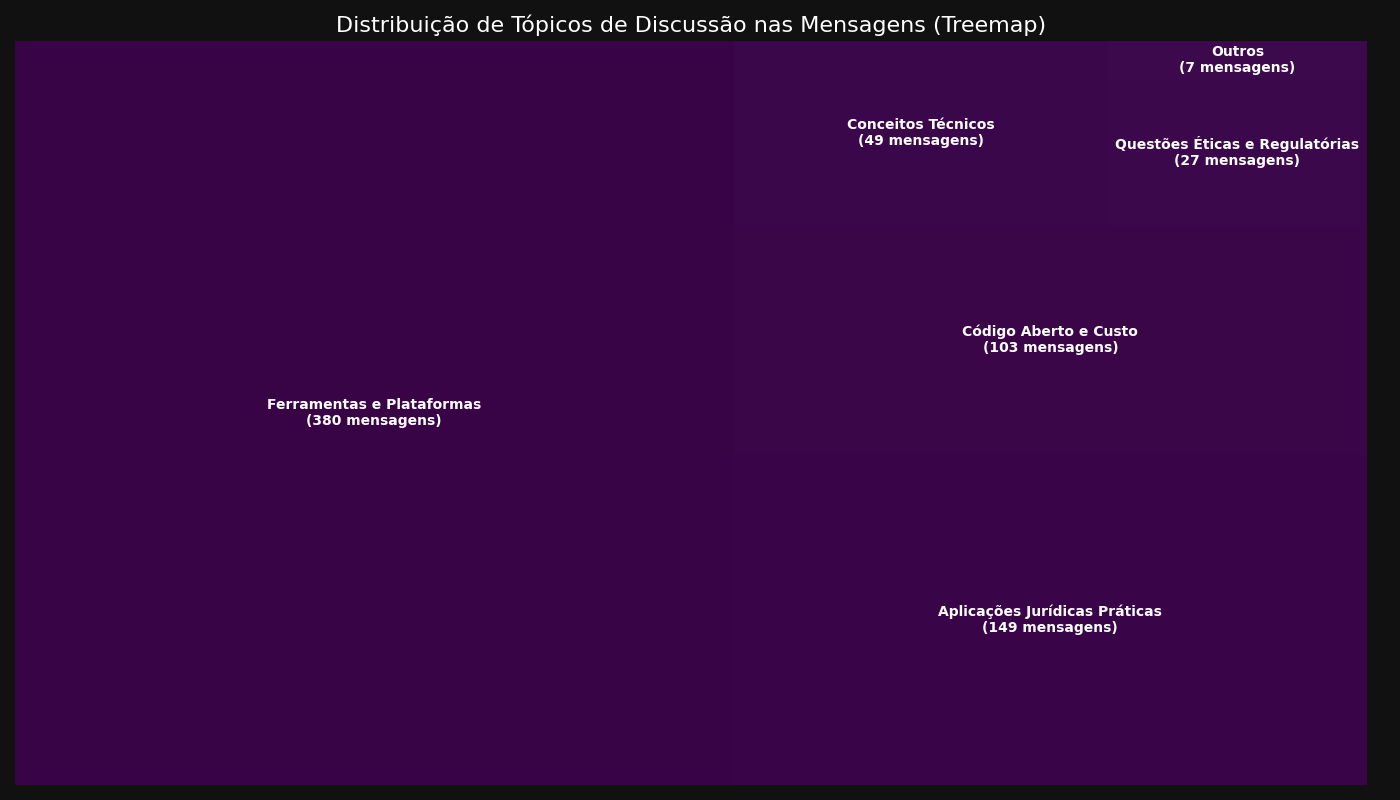 Distribuição de Tópicos de Discussão nas Mensagens (Treemap)
Ferramentas e Plataformas
(380 mensagens)
Conceitos Técnicos
(49 mensagens)
Outros
(7 mensagens)
Questões Éticas e Regulatórias
(27 mensagens)
Código Aberto e Custo
(103 mensagens)
Aplicações Jurídicas Práticas
(149 mensagens)